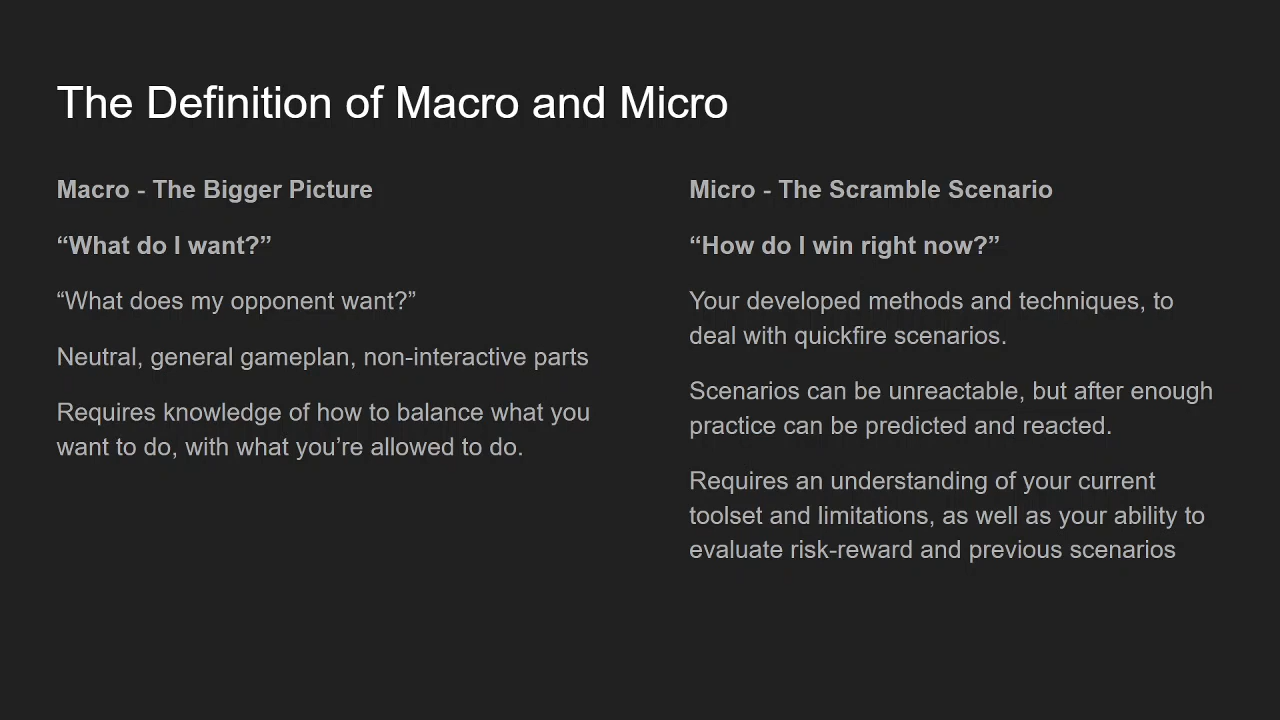 The Definition of Macro and Micro
Macro - The Bigger Picture
“What do I want?”
“What does my opponent want?”
Neutral, general gameplan, non-interactive parts
Requires knowledge of how to balance what you
want to do, with what you’re allowed to do.
Micro - The Scramble Scenario
“How do I win right now?”
Your developed methods and techniques, to
deal with quickfire scenarios.
Scenarios can be unreactable, but after enough
practice can be predicted and reacted.
Requires an understanding of your current
toolset and limitations, as well as your ability to
evaluate risk-reward and previous scenarios